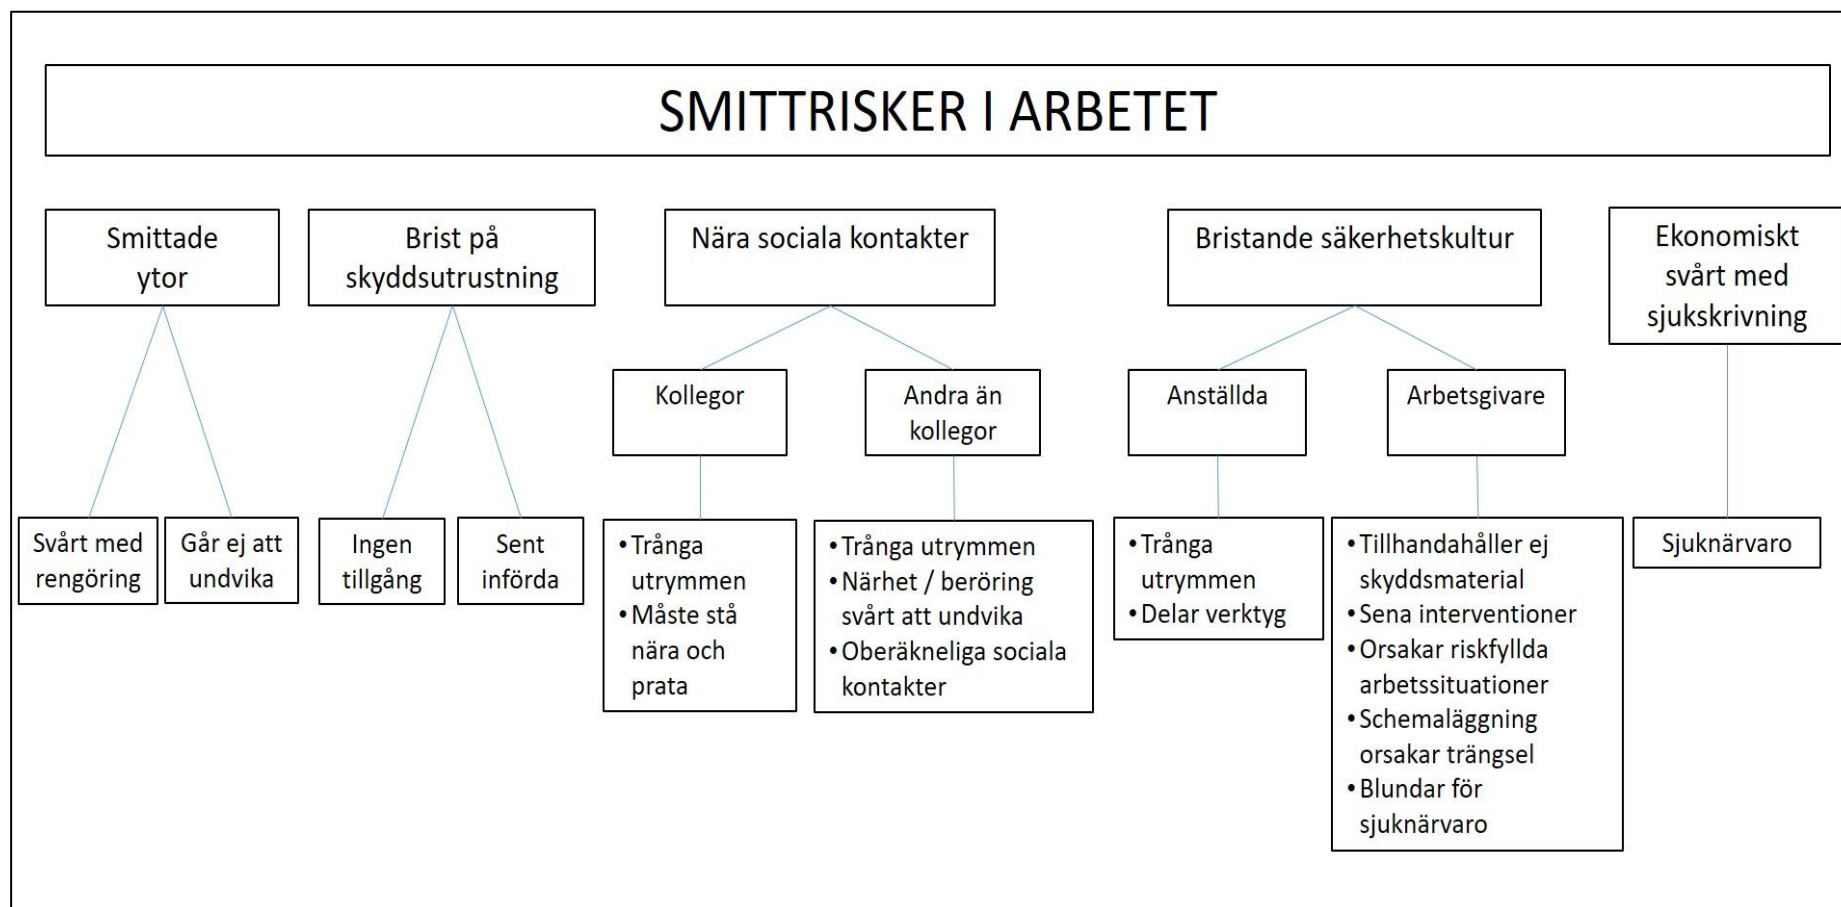 SMITTRISKER I ARBETET
Smittade
ytor
Brist på
skyddsutrustning
Nära sociala kontakter
Bristande säkerhetskultur
Ekonomiskt
svårt med
sjukskrivning
Kollegor
Andra än
kollegor
Anställda
Arbetsgivare
Svårt med
rengöring
Går ej att
undvika
Ingen
tillgång
Sent
införda
• Trånga
utrymmen
• Måste stå
nära och
prata
• Trånga utrymmen
• Närhet / beröring
svårt att undvika
• Oberäkneliga sociala
kontakter
• Trånga
utrymmen
• Delar verktyg
• Tillhandahåller ej
skyddsmaterial
• Sena interventioner
• Orsakar riskfyllda
arbetssituationer
• Schemaläggning
orsakar trängsel
• Blundar för
sjuknärvaro
Sjuknärvaro